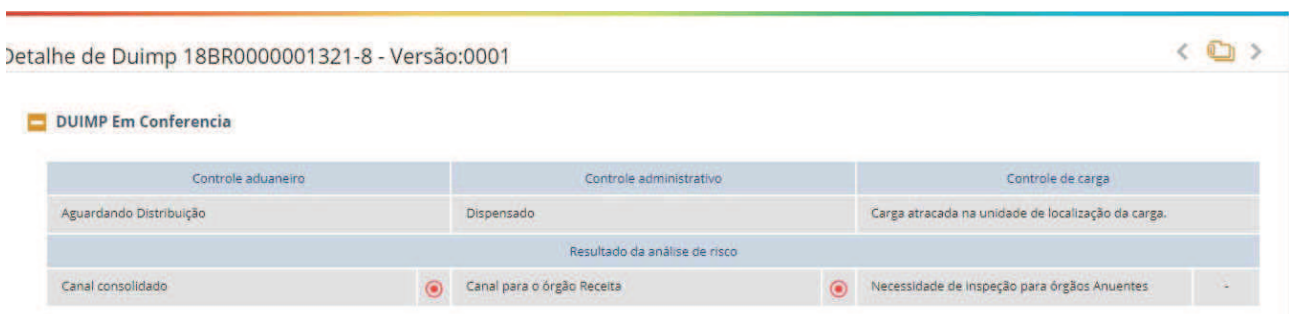 Detalhe de Duimp 18BR0000001321-8 - Versão:0001
DUIMP Em Conferencia
Controle aduaneiro Controle administrativo Controle de carga
Aguardando Distribuição Dispensado Carga atracada na unidade de localização da carga.
Resultado da análise de risco
Canal consolidado Canal para o órgão Receita Necessidade de inspeção para órgãos Anuentes -